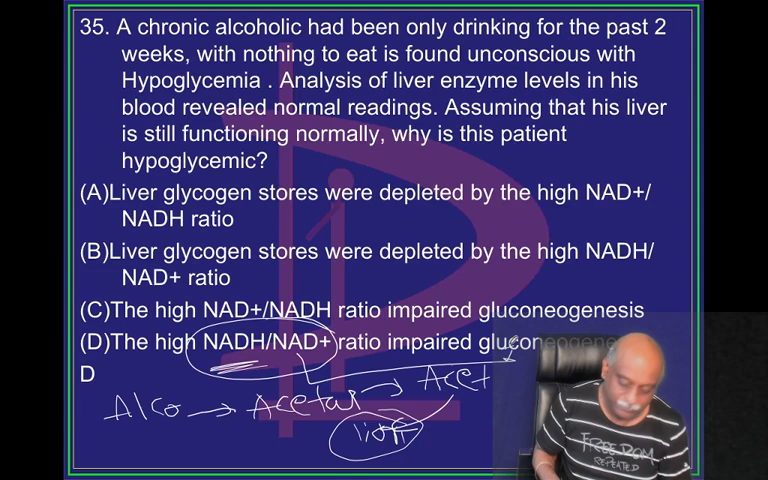 35. A chronic alcoholic had been only drinking for the past 2
weeks, with nothing to eat is found unconscious with
Hypoglycemia . Analysis of liver enzyme levels in his
blood revealed normal readings. Assuming that his liver
is still functioning normally, why is this patient
hypoglycemic?
(A)Liver glycogen stores were depleted by the high NAD+/
NADH ratio
(B)Liver glycogen stores were depleted by the high NADH/
NAD+ ratio
(C)The high NAD+/NADH ratio impaired gluconeogenesis
(D)The high NADH/NAD+ ratio impaired gluconeogene
D
Alco → →
FREEDOM
REPEATED